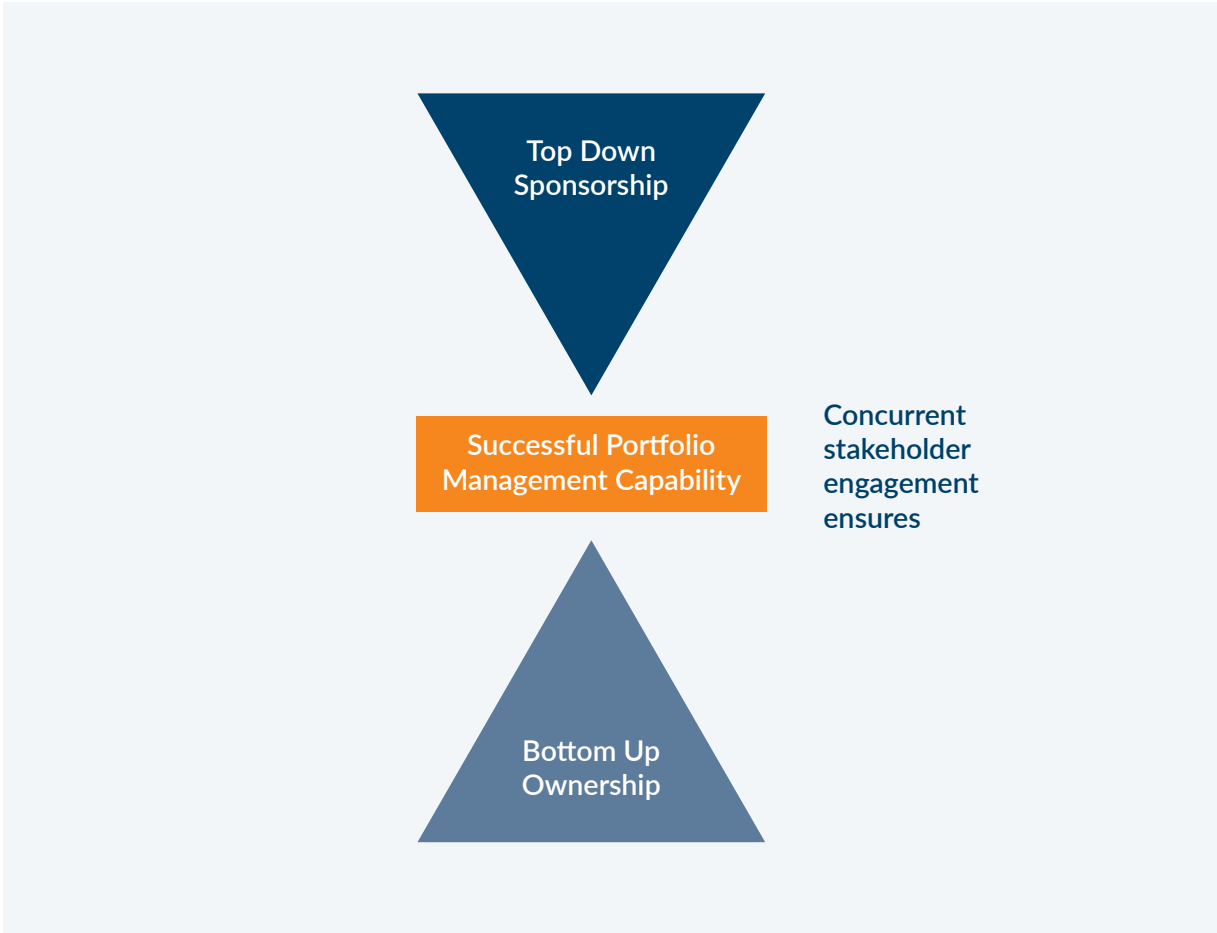 Top Down
Sponsorship
Successful Portfolio
Management Capability
Concurrent
stakeholder
engagement
ensures
Bottom Up
Ownership